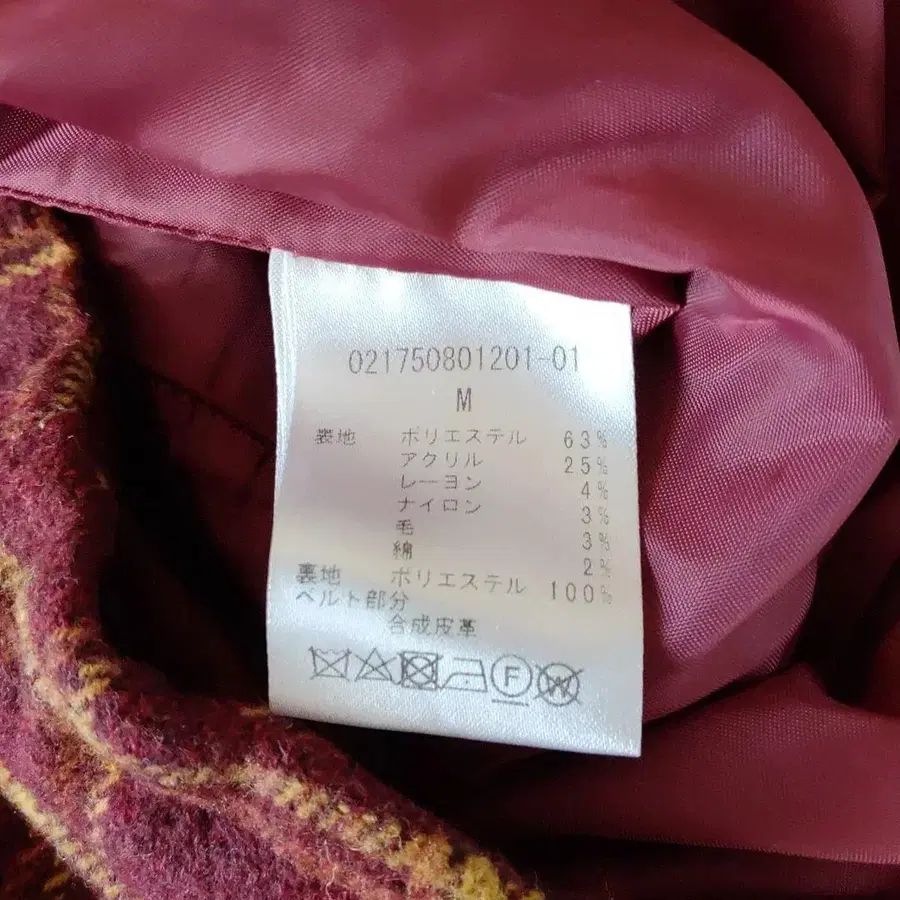 021750801201-01
M
表地 ポリエステル 63%
アクリル 25%
レーヨン 4%
ナイロン 3%
毛 3%
綿 2%
裏地 ポリエステル 100%
ベルト部分
合成皮革
F W